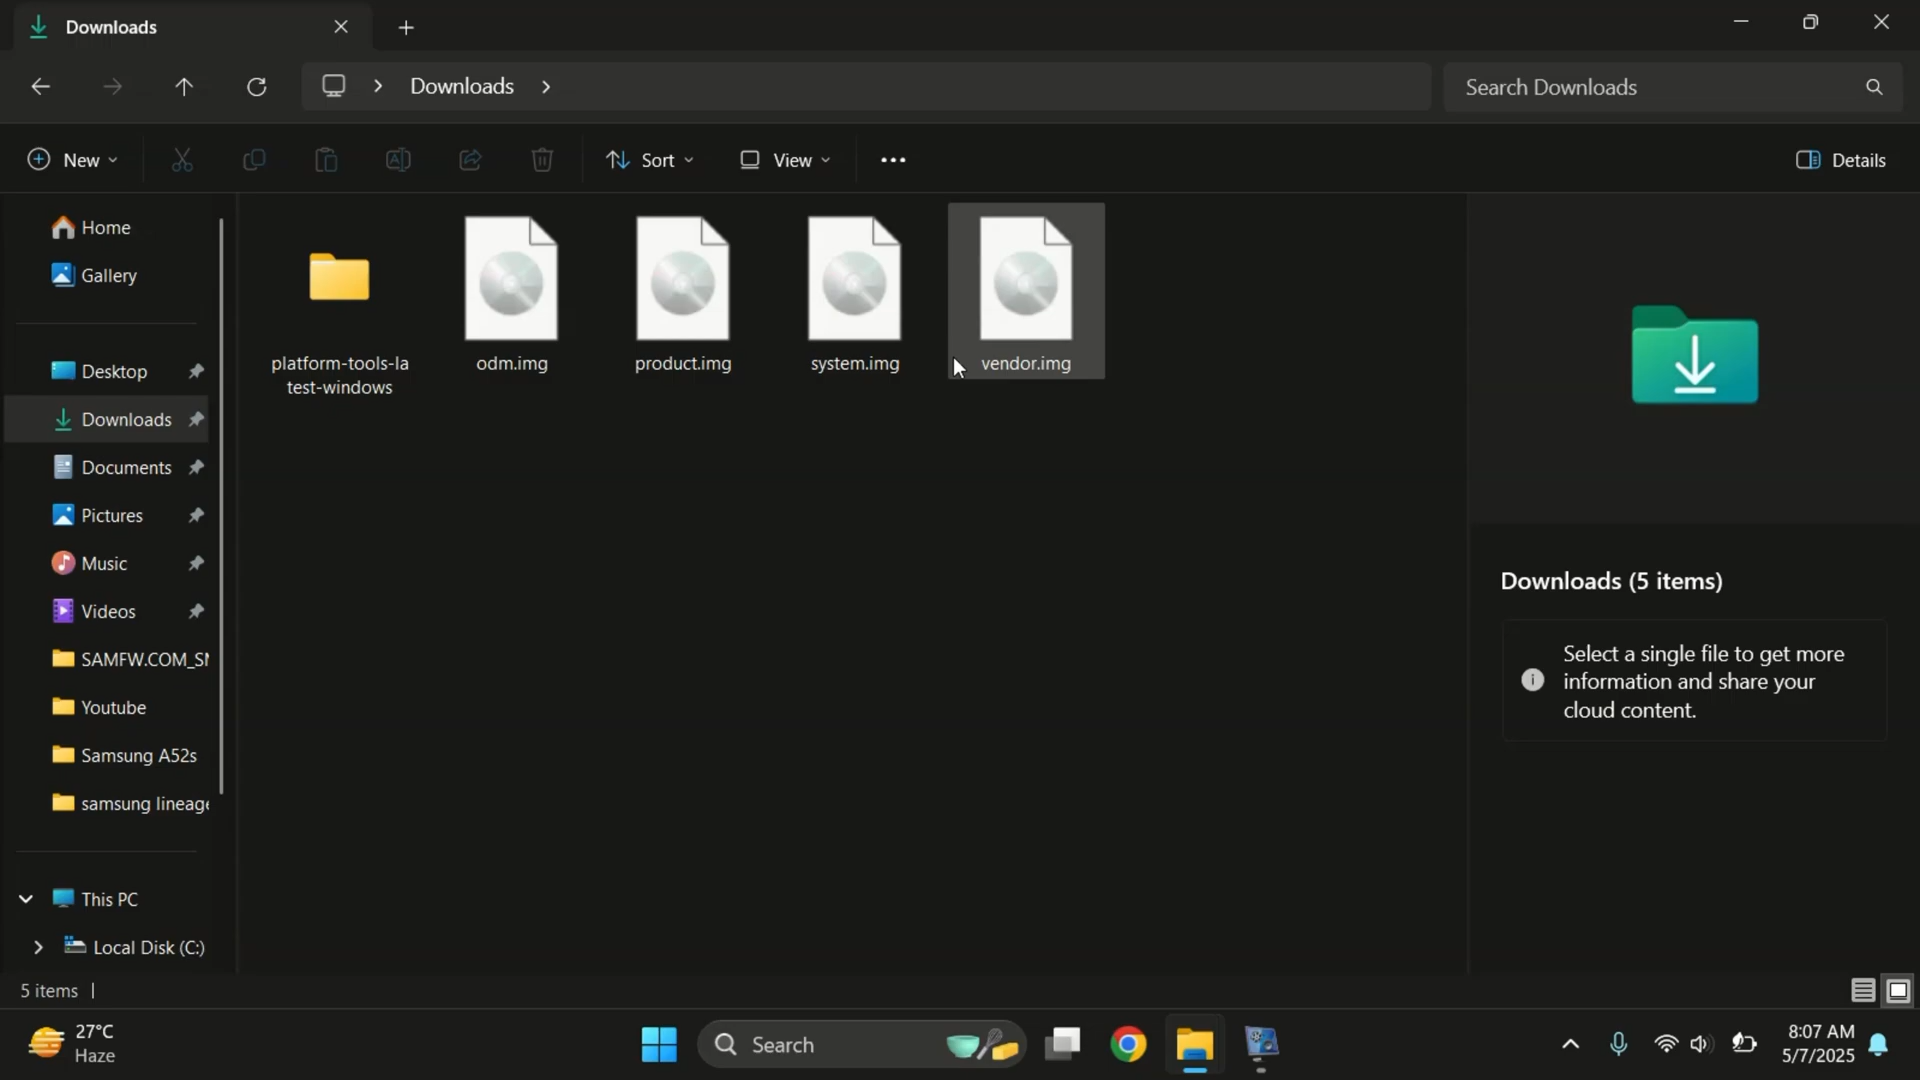 Downloads
Downloads
Search Downloads
New
Sort
View
Details
Home
Gallery
Desktop
Downloads
Documents
Pictures
Music
Videos
SAMFW.COM_SM
Youtube
Samsung A52s
samsung lineage
This PC
Local Disk (C:)
platform-tools-la
test-windows
odm.img
product.img
system.img
vendor.img
Downloads (5 items)
Select a single file to get more
information and share your
cloud content.
5 items
27°C
Haze
Search
8:07 AM
5/7/2025